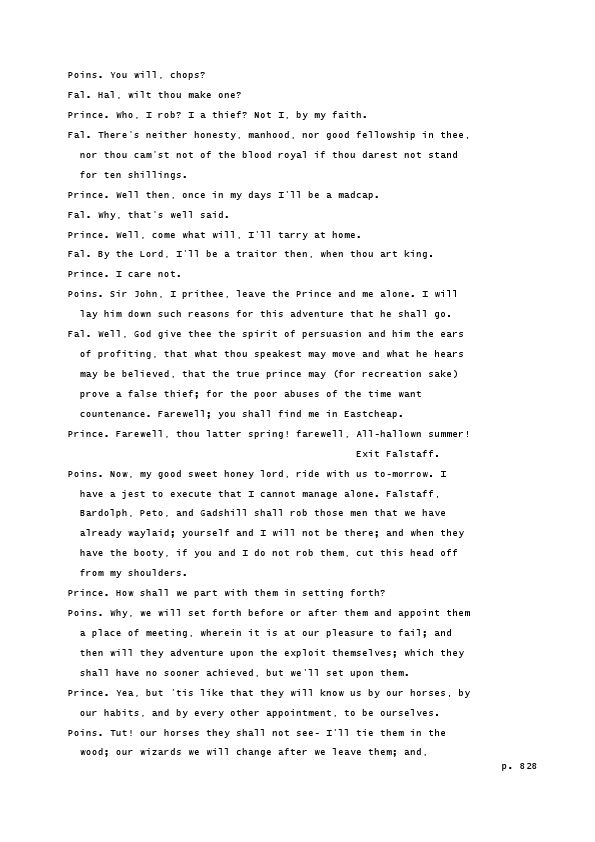 Poins. You will, chops?
Fal. Hal, wilt thou make one?
Prince. Who, I rob? I a thief? Not I, by my faith.
Fal. There's neither honesty, manhood, nor good fellowship in thee,
nor thou cam'st not of the blood royal if thou darest not stand
for ten shillings.
Prince. Well then, once in my days I'll be a madcap.
Fal. Why, that's well said.
Prince. Well, come what will, I'll tarry at home.
Fal. By the Lord, I'll be a traitor then, when thou art king.
Prince. I care not.
Poins. Sir John, I prithee, leave the Prince and me alone. I will
lay him down such reasons for this adventure that he shall go.
Fal. Well, God give thee the spirit of persuasion and him the ears
of profiting, that what thou speakest may move and what he hears
may be believed, that the true prince may (for recreation sake)
prove a false thief; for the poor abuses of the time want
countenance. Farewell; you shall find me in Eastcheap.
Prince. Farewell, thou latter spring! farewell, All-hallown summer!
Exit Falstaff.
Poins. Now, my good sweet honey lord, ride with us to-morrow. I
have a jest to execute that I cannot manage alone. Falstaff,
Bardolph, Peto, and Gadshill shall rob those men that we have
already waylaid; yourself and I will not be there; and when they
have the booty, if you and I do not rob them, cut this head off
from my shoulders.
Prince. How shall we part with them in setting forth?
Poins. Why, we will set forth before or after them and appoint them
a place of meeting, wherein it is at our pleasure to fail; and
then will they adventure upon the exploit themselves; which they
shall have no sooner achieved, but we'll set upon them.
Prince. Yea, but 'tis like that they will know us by our horses, by
our habits, and by every other appointment, to be ourselves.
Poins. Tut! our horses they shall not see- I'll tie them in the
wood; our wizards we will change after we leave them; and,
p. 828